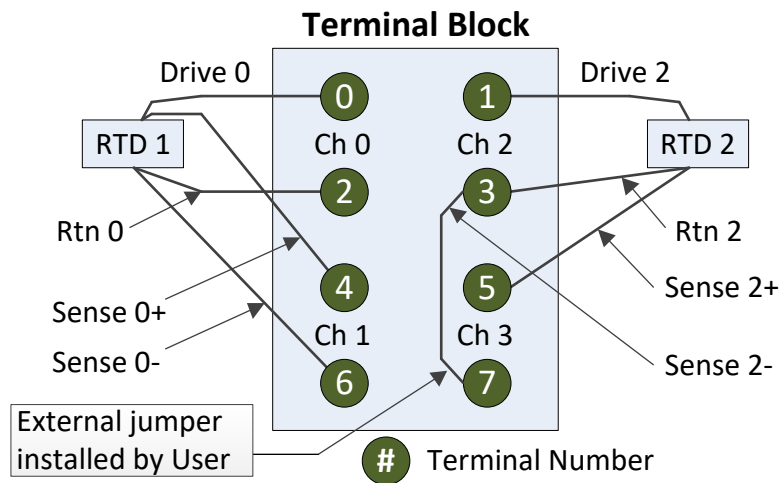 Terminal Block
Drive 0
Drive 2
0
1
RTD 1
Ch 0
Ch 2
RTD 2
2
3
Rtn 0
Rtn 2
4
5
Sense 0+
Sense 2+
Ch 1
Ch 3
Sense 0-
Sense 2-
6
7
External jumper
installed by User
# Terminal Number